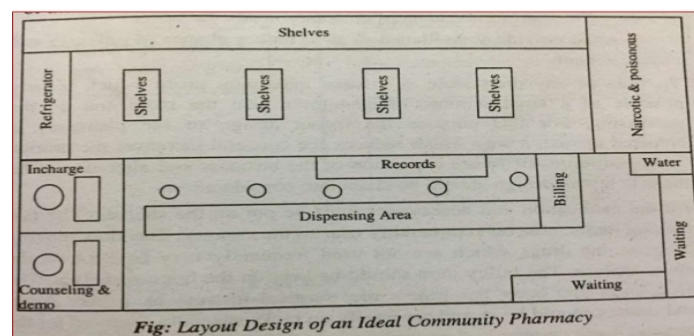 Shelves
Refrigerator
Shelves
Shelves
Shelves
Shelves
Narcotic & poisonous
Incharge
Records
Water
Dispensing Area
Billing
Waiting
Counseling &
demo
Waiting
Fig: Layout Design of an Ideal Community Pharmacy